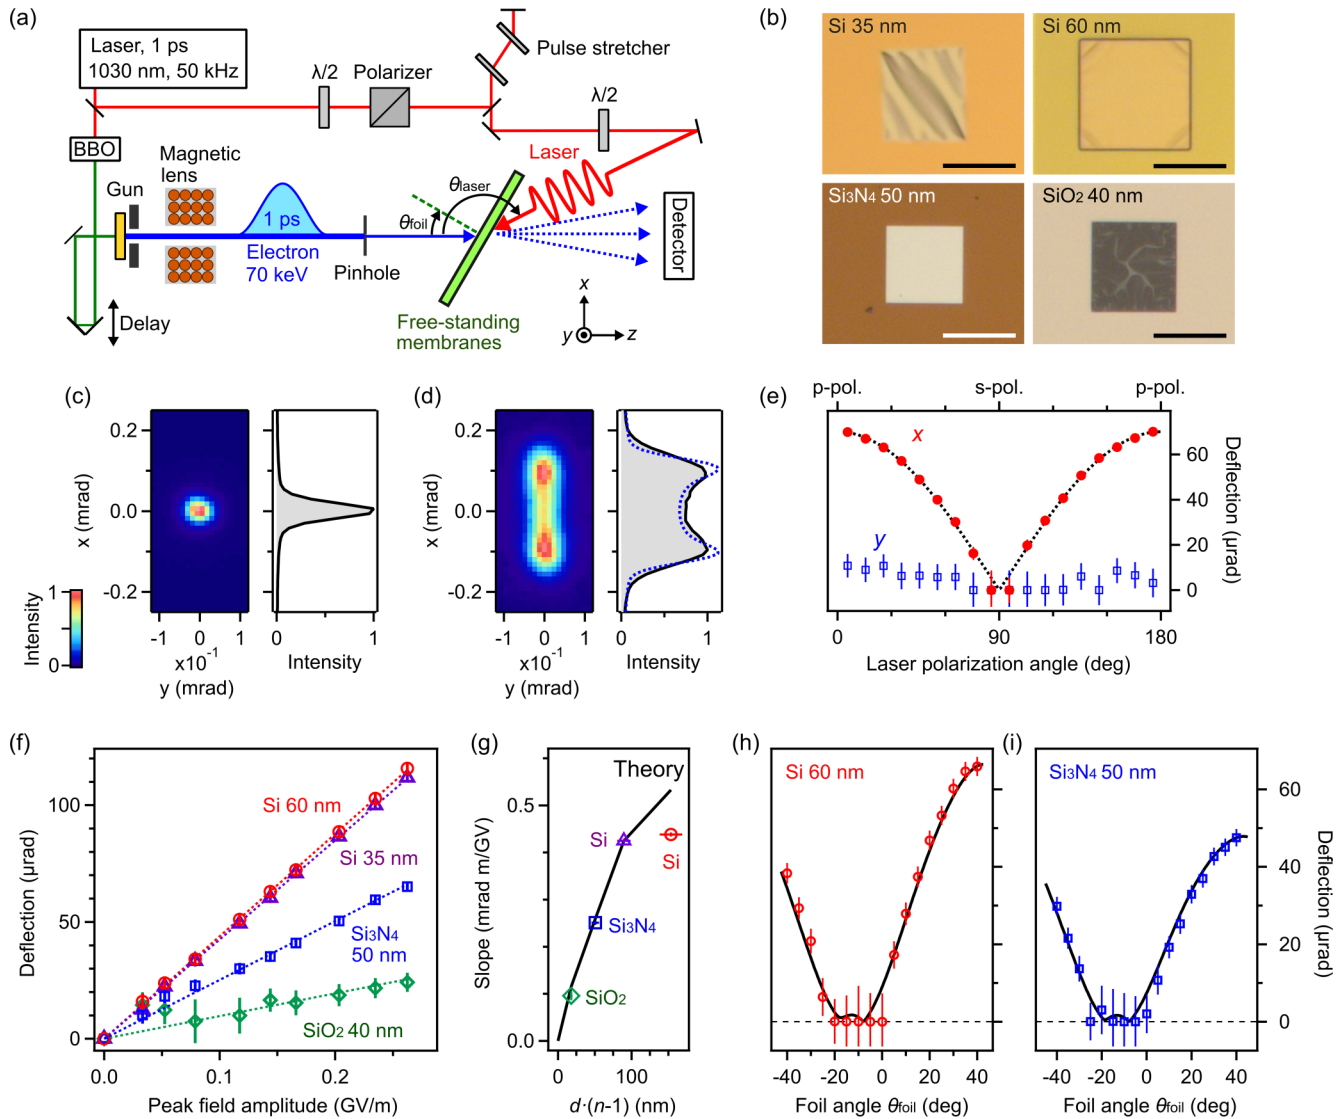 (a)
Laser, 1 ps
1030 nm, 50 kHz
λ/2
Polarizer
Pulse stretcher
λ/2
BBO
Magnetic
lens
Gun
1 ps
Electron
70 keV
Pinhole
θfoil
θlaser
Laser
Detector
Delay
Free-standing
membranes
x
y
z
(b)
Si 35 nm
Si 60 nm
Si₃N₄ 50 nm
SiO₂ 40 nm
(c)
x (mrad)
0.2
0.0
-0.2
-1 0 1
x10⁻¹
y (mrad)
0 1
Intensity
Intensity
1
0
(d)
x (mrad)
0.2
0.0
-0.2
-1 0 1
x10⁻¹
y (mrad)
0 1
Intensity
(e)
p-pol. s-pol. p-pol.
x
y
60
40
20
0
Deflection (μrad)
0 90 180
Laser polarization angle (deg)
(f)
Deflection (μrad)
100
50
0
Si 60 nm
Si 35 nm
Si₃N₄
50 nm
SiO₂ 40 nm
0.0 0.2
Peak field amplitude (GV/m)
(g)
Slope (mrad m/GV)
0.5
0.0
Theory
Si
Si
Si₃N₄
SiO₂
0 100
d·(n-1) (nm)
(h)
Si 60 nm
-40 -20 0 20 40
Foil angle θfoil (deg)
(i)
Si₃N₄ 50 nm
60
40
20
0
Deflection (μrad)
-40 -20 0 20 40
Foil angle θfoil (deg)